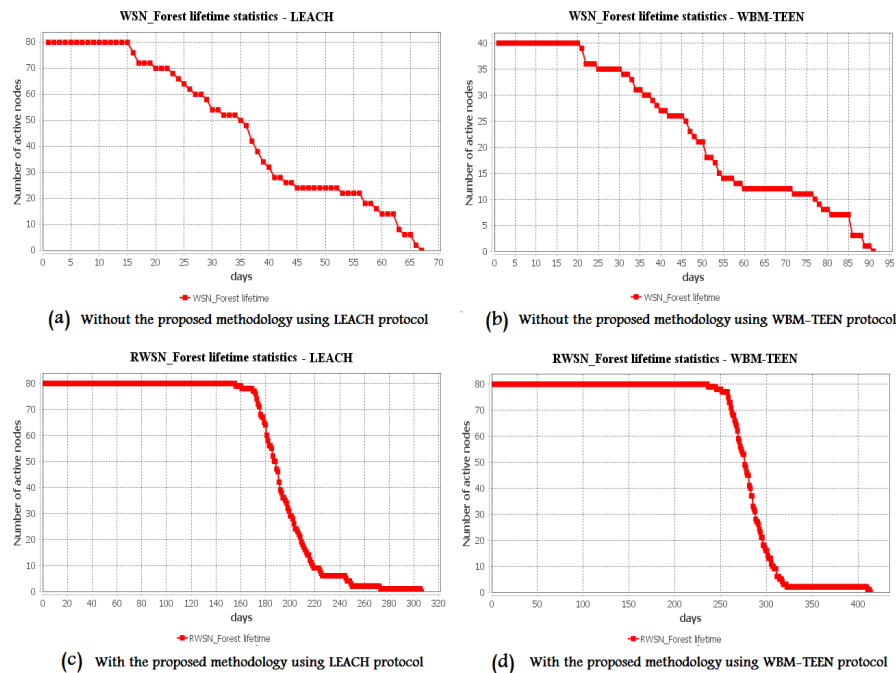 WSN_Forest lifetime statistics - LEACH
Number of active nodes
80
70
60
50
40
30
20
10
0
0 5 10 15 20 25 30 35 40 45 50 55 60 65 70
days
WSN_Forest lifetime
(a) Without the proposed methodology using LEACH protocol
WSN_Forest lifetime statistics - WBM-TEEN
Number of active nodes
40
35
30
25
20
15
10
5
0
0 5 10 15 20 25 30 35 40 45 50 55 60 65 70 75 80 85 90 95
days
WSN_Forest lifetime
(b) Without the proposed methodology using WBM-TEEN protocol
RWSN_Forest lifetime statistics - LEACH
Number of active nodes
80
70
60
50
40
30
20
10
0
0 20 40 60 80 100 120 140 160 180 200 220 240 260 280 300 320
days
RWSN_Forest lifetime
(c) With the proposed methodology using LEACH protocol
RWSN_Forest lifetime statistics - WBM-TEEN
Number of active nodes
80
70
60
50
40
30
20
10
0
0 50 100 150 200 250 300 350 400
days
RWSN_Forest lifetime
(d) With the proposed methodology using WBM-TEEN protocol